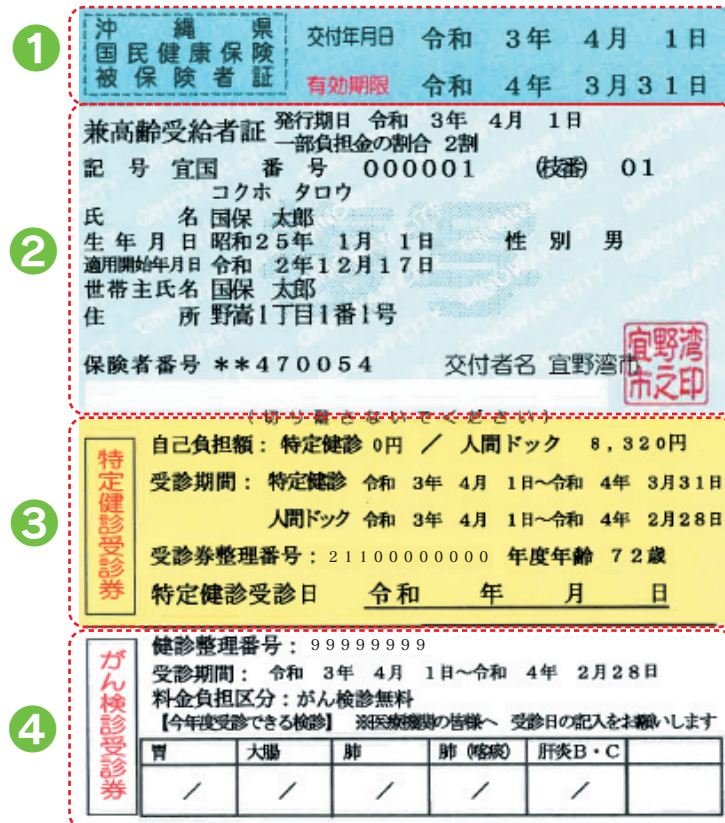 1
沖縄県
国民健康保険
被保険者証
交付年月日 令和 3年 4月 1日
有効期限 令和 4年 3月31日
2
兼高齢受給者証 発行期日 令和 3年 4月 1日
一部負担金の割合 2割
記号 宜国 番号 000001 (枝番) 01
コクホ タロウ
氏名 国保 太郎
生年月日 昭和25年 1月 1日 性別 男
適用開始年月日 令和 2年12月17日
世帯主氏名 国保 太郎
住所 野嵩1丁目1番1号
保険者番号 **470054 交付者名 宜野湾市
宜野湾市之印
(切り離さないでください)
3
特定健診受診券
自己負担額: 特定健診 0円 / 人間ドック 8,320円
受診期間: 特定健診 令和 3年 4月 1日~令和 4年 3月31日
人間ドック 令和 3年 4月 1日~令和 4年 2月28日
受診券整理番号: 21100000000 年度年齢 72歳
特定健診受診日 令和 年 月 日
4
がん検診受診券
健診整理番号: 99999999
受診期間: 令和 3年 4月 1日~令和 4年 2月28日
料金負担区分:がん検診無料
【今年度受診できる検診】 ※医療機関の皆様へ 受診日の記入をお願いします
胃 大腸 肺 肺(喀痰) 肝炎B・C
/ / / / /